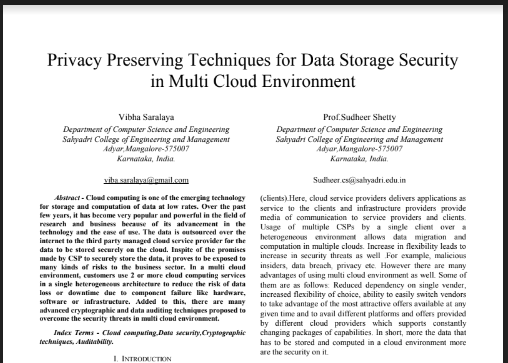 Privacy Preserving Techniques for Data Storage Security
in Multi Cloud Environment
Vibha Saralaya
Department of Computer Science and Engineering
Sahyadri College of Engineering and Management
Adyar,Mangalore-575007
Karnataka, India.
viba.saralaya@gmail.com
Prof.Sudheer Shetty
Department of Computer Science and Engineering
Sahyadri College of Engineering and Management
Adyar,Mangalore-575007
Karnataka, India
Sudheer.cs@sahyadri.edu.in
Abstract - Cloud computing is one of the emerging technology
for storage and computation of data at low rates. Over the past
few years, it has become very popular and powerful in the field of
research and business because of its advancement in the
technology and the ease of use. The data is outsourced over the
internet to the third party managed cloud service provider for the
data to be stored securely on the cloud. Inspite of the promises
made by CSP to securely store the data, it proves to be exposed to
many kinds of risks to the business sector. In a multi cloud
environment, customers use 2 or more cloud computing services
in a single heterogeneous architecture to reduce the risk of data
loss or downtime due to component failure like hardware,
software or infrastructure. Added to this, there are many
advanced cryptographic and data auditing techniques proposed to
overcome the security threats in multi cloud environment.
Index Terms - Cloud computing,Data security,Cryptographic
techniques, Auditability.
I. INTRODUCTION
(clients).Here, cloud service providers delivers applications as
service to the clients and infrastructure providers provide
media of communication to service providers and clients.
Usage of multiple CSPs by a single client over a
heterogeneous environment allows data migration and
computation in multiple clouds. Increase in flexibility leads to
increase in security threats as well. For example, malicious
insiders, data breach, privacy etc. However there are many
advantages of using multi cloud environment as well. Some of
them are as follows: Reduced dependency on single vender,
increased flexibility of choice, ability to easily switch vendors
to take advantage of the most attractive offers available at any
given time and to avail different platforms and offers provided
by different cloud providers which supports constantly
changing packages of capabilities. In short, more the data that
has to be stored and computed in a cloud environment more
are the security on it.